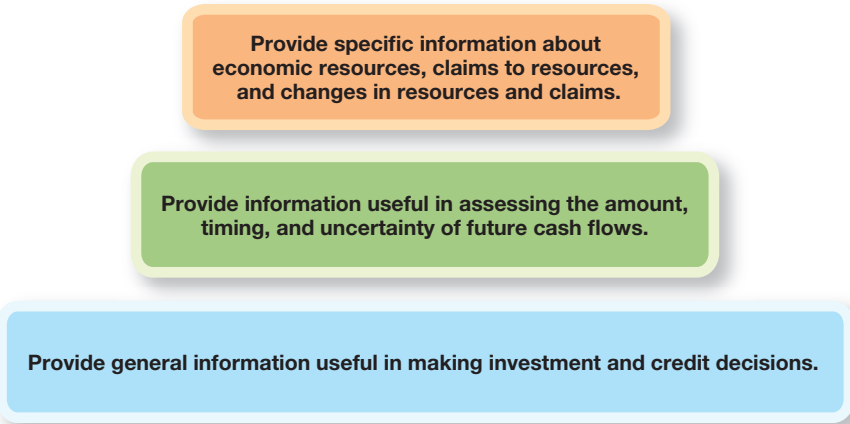 Provide specific information about
economic resources, claims to resources,
and changes in resources and claims.
Provide information useful in assessing the amount,
timing, and uncertainty of future cash flows.
Provide general information useful in making investment and credit decisions.